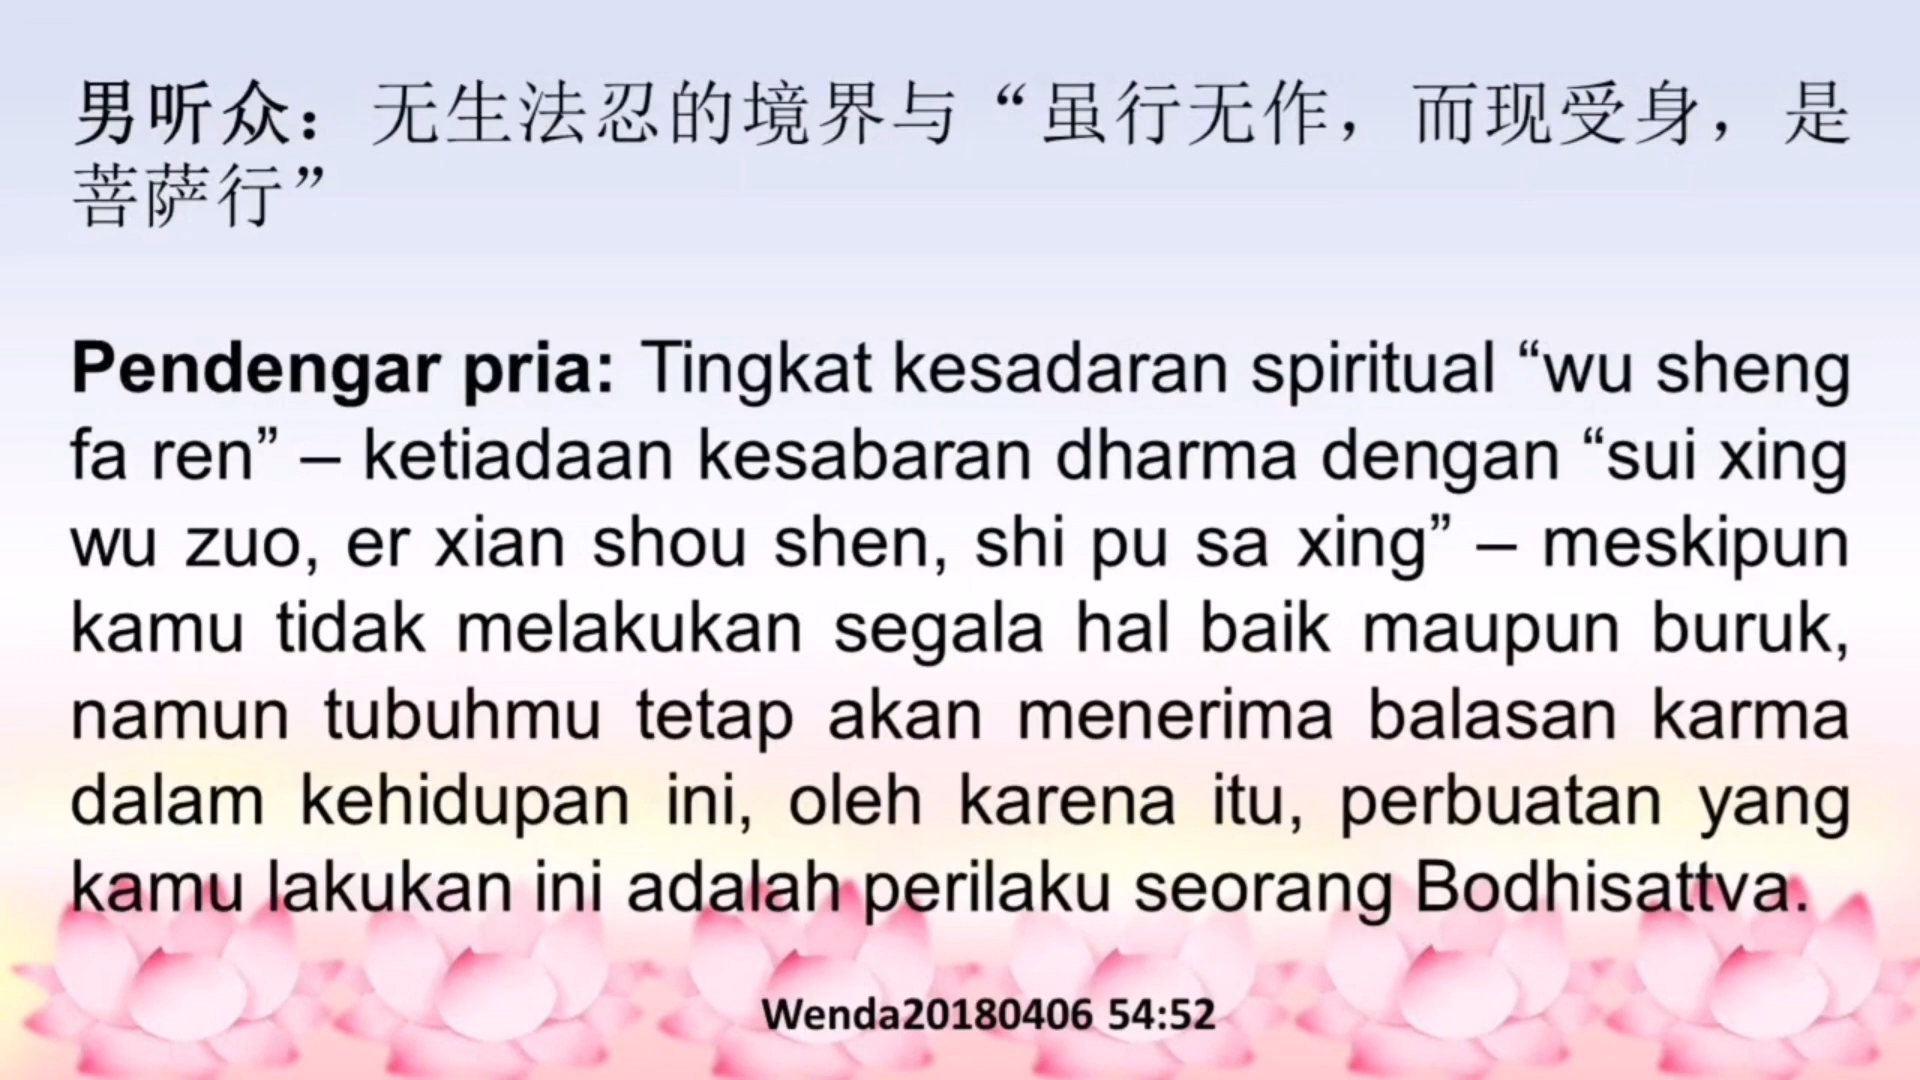 男听众：无生法忍的境界与“虽行无作，而现受身，是
菩萨行”
Pendengar pria: Tingkat kesadaran spiritual “wu sheng
fa ren” – ketiadaan kesabaran dharma dengan “sui xing
wu zuo, er xian shou shen, shi pu sa xing” – meskipun
kamu tidak melakukan segala hal baik maupun buruk,
namun tubuhmu tetap akan menerima balasan karma
dalam kehidupan ini, oleh karena itu, perbuatan yang
kamu lakukan ini adalah perilaku seorang Bodhisattva.
Wenda20180406 54:52